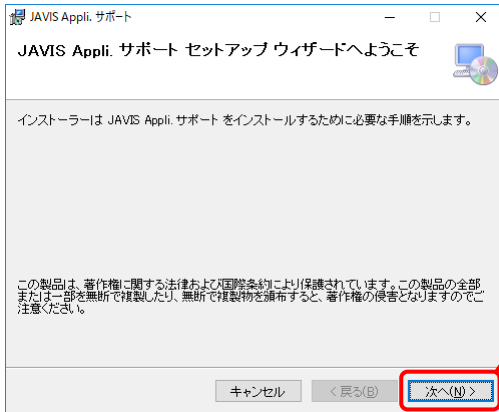 JAVIS Appli. サポート
JAVIS Appli. サポート セットアップ ウィザードへようこそ
インストーラーは JAVIS Appli. サポート をインストールするために必要な手順を示します。
この製品は、著作権に関する法律および国際条約により保護されています。この製品の全部
または一部を無断で複製したり、無断で複製物を頒布すると、著作権の侵害となりますのでご
注意ください。
キャンセル < 戻る(B) 次へ(N) >